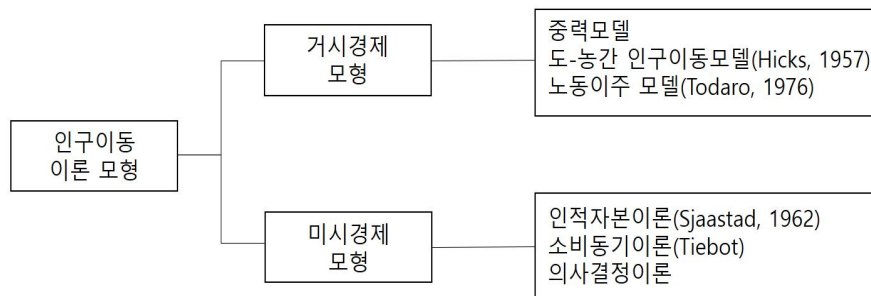 인구이동
이론 모형
거시경제
모형
중력모델
도-농간 인구이동모델(Hicks, 1957)
노동이주 모델(Todaro, 1976)
미시경제
모형
인적자본이론(Sjaastad, 1962)
소비동기이론(Tiebot)
의사결정이론